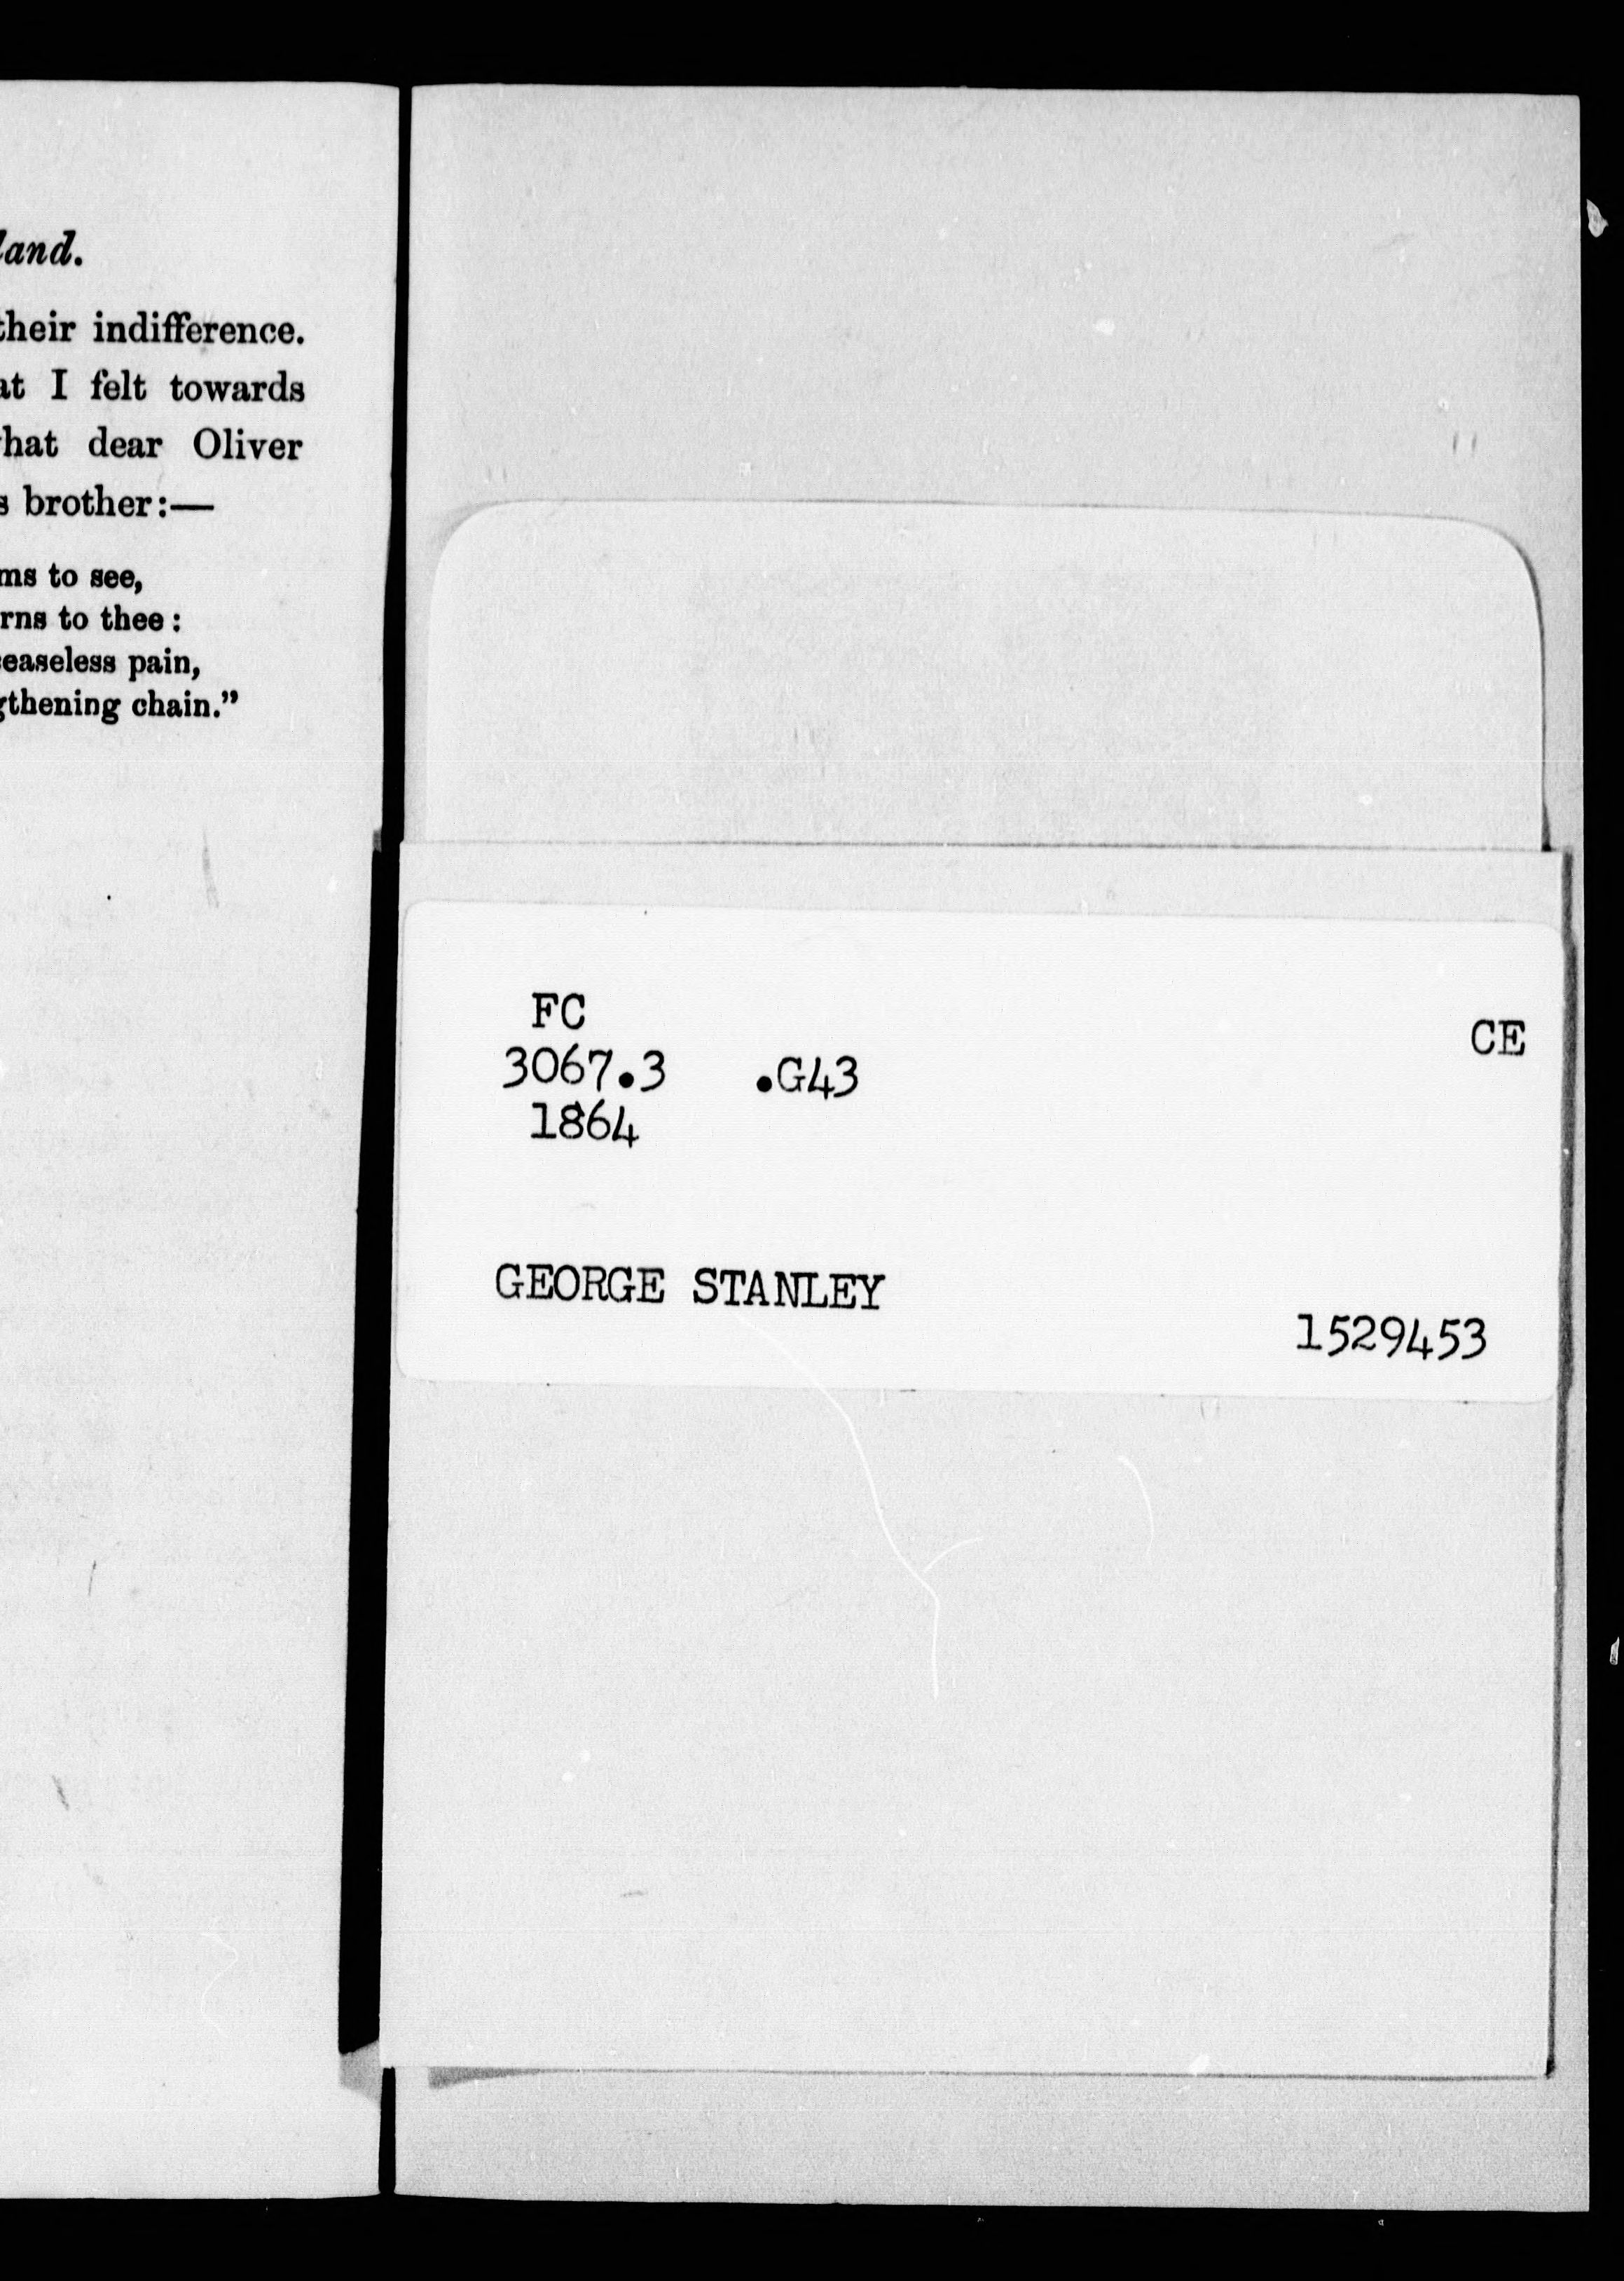 land.
their indifference.
at I felt towards
hat dear Oliver
s brother:—
ms to see,
rns to thee:
easeless pain,
gthening chain.”
FC
CE
3067.3 .G43
1864
GEORGE STANLEY
1529453